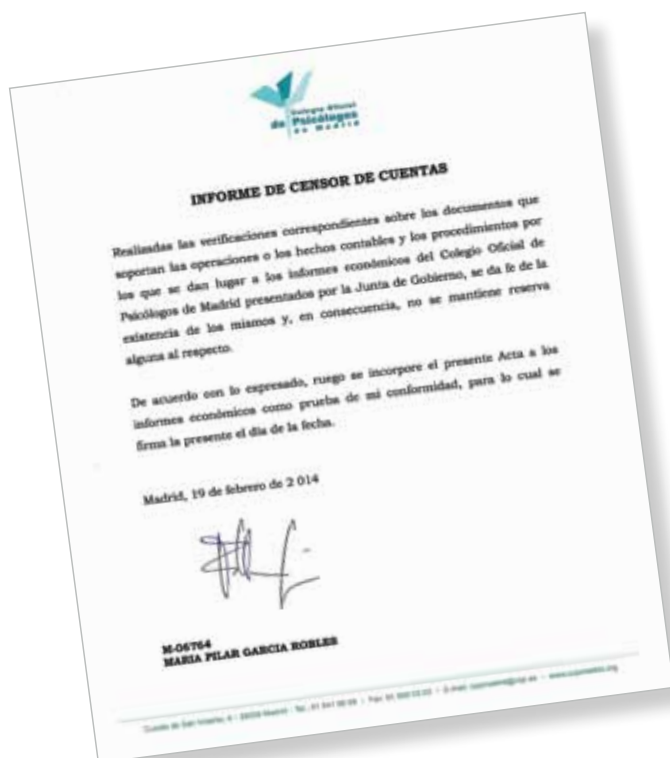 Colegio Oficial
de Psicólogos
de Madrid
INFORME DE CENSOR DE CUENTAS
Realizadas las verificaciones correspondientes sobre los documentos que
soportan las operaciones o los hechos contables y los procedimientos por
los que se dan lugar a los informes económicos del Colegio Oficial de
Psicólogos de Madrid presentados por la Junta de Gobierno, se da fe de la
existencia de los mismos y, en consecuencia, no se mantiene reserva
alguna al respecto.
De acuerdo con lo expresado, ruego se incorpore el presente Acta a los
informes económicos como prueba de mi conformidad, para lo cual se
firma la presente el día de la fecha.
Madrid, 19 de febrero de 2 014
M-06764
MARIA PILAR GARCIA ROBLES
Madrid